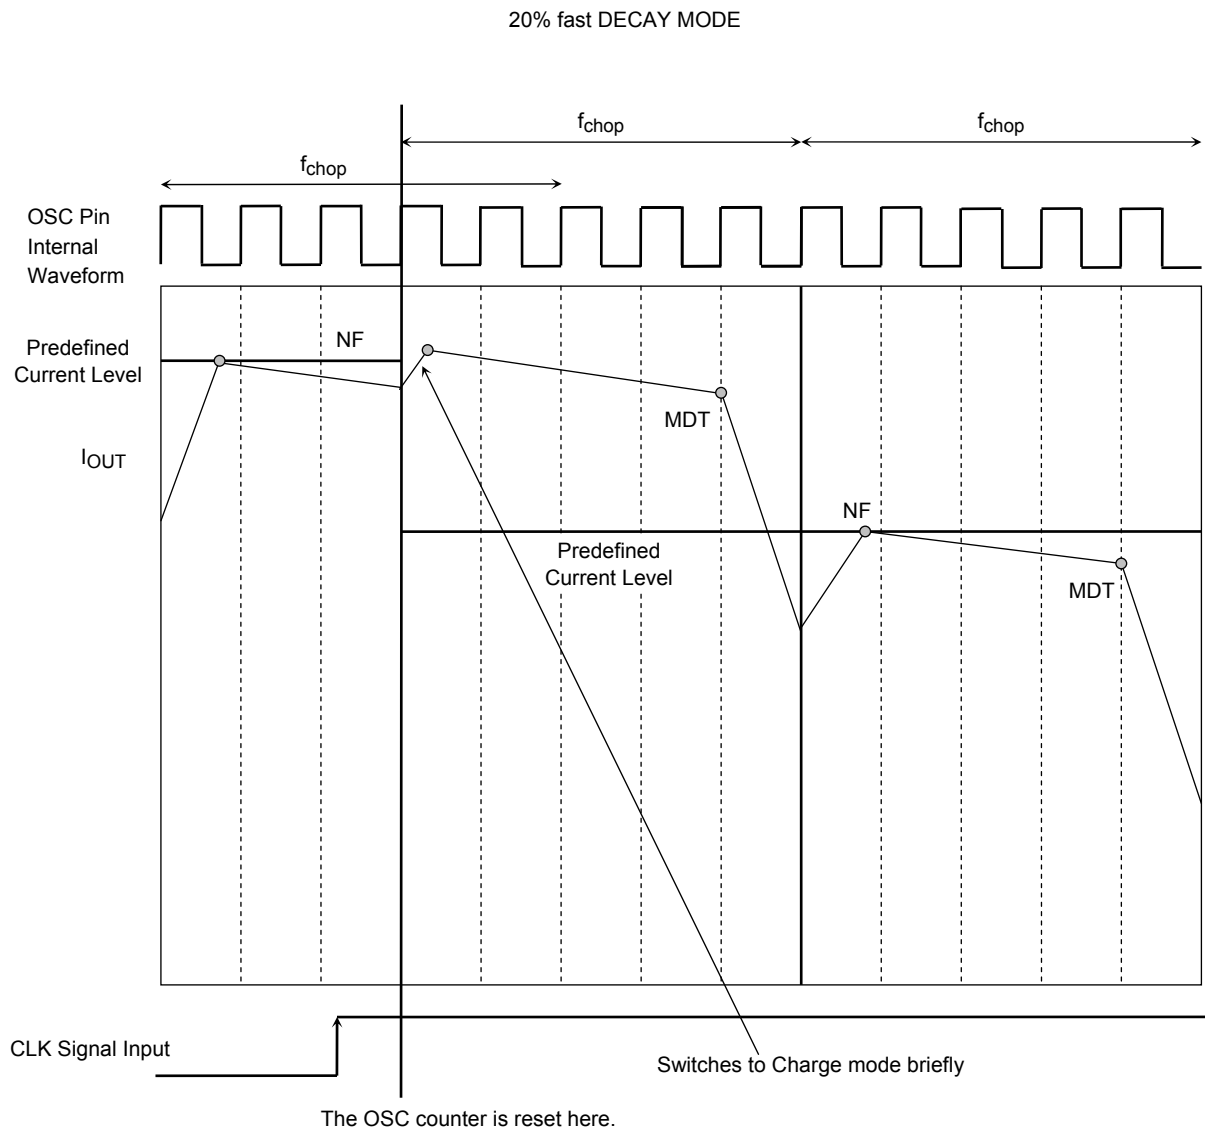 20% fast DECAY MODE
fchop
fchop
fchop
OSC Pin
Internal
Waveform
Predefined
Current Level
NF
MDT
IOUT
NF
Predefined
Current Level
MDT
CLK Signal Input
Switches to Charge mode briefly
The OSC counter is reset here.